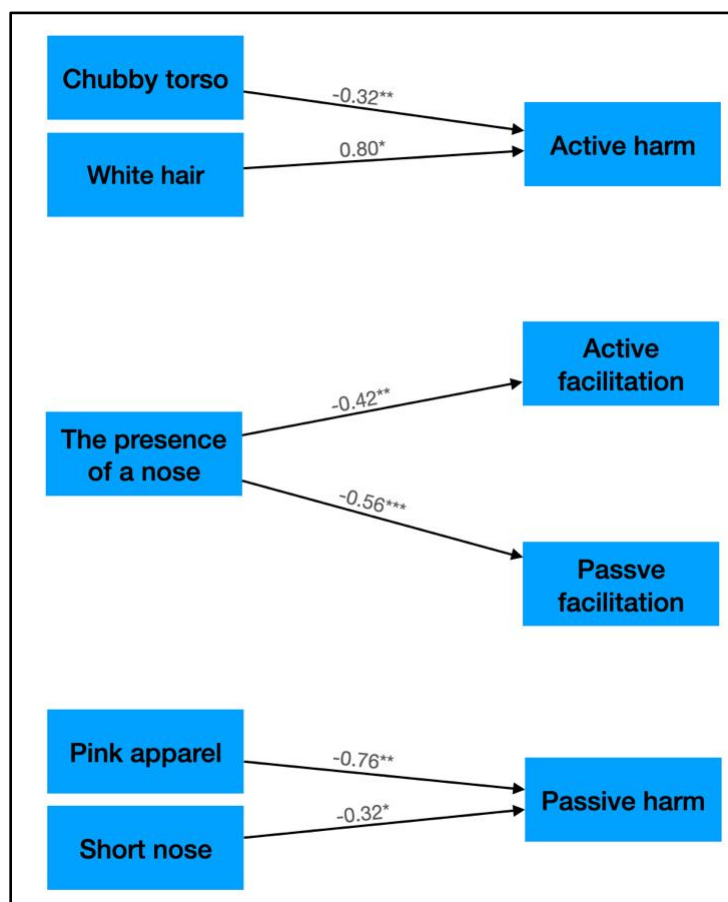 Chubby torso
-0.32**
White hair
0.80*
Active harm
The presence
of a nose
-0.42**
-0.56***
Active
facilitation
Passve
facilitation
Pink apparel
-0.76**
Short nose
-0.32*
Passive harm